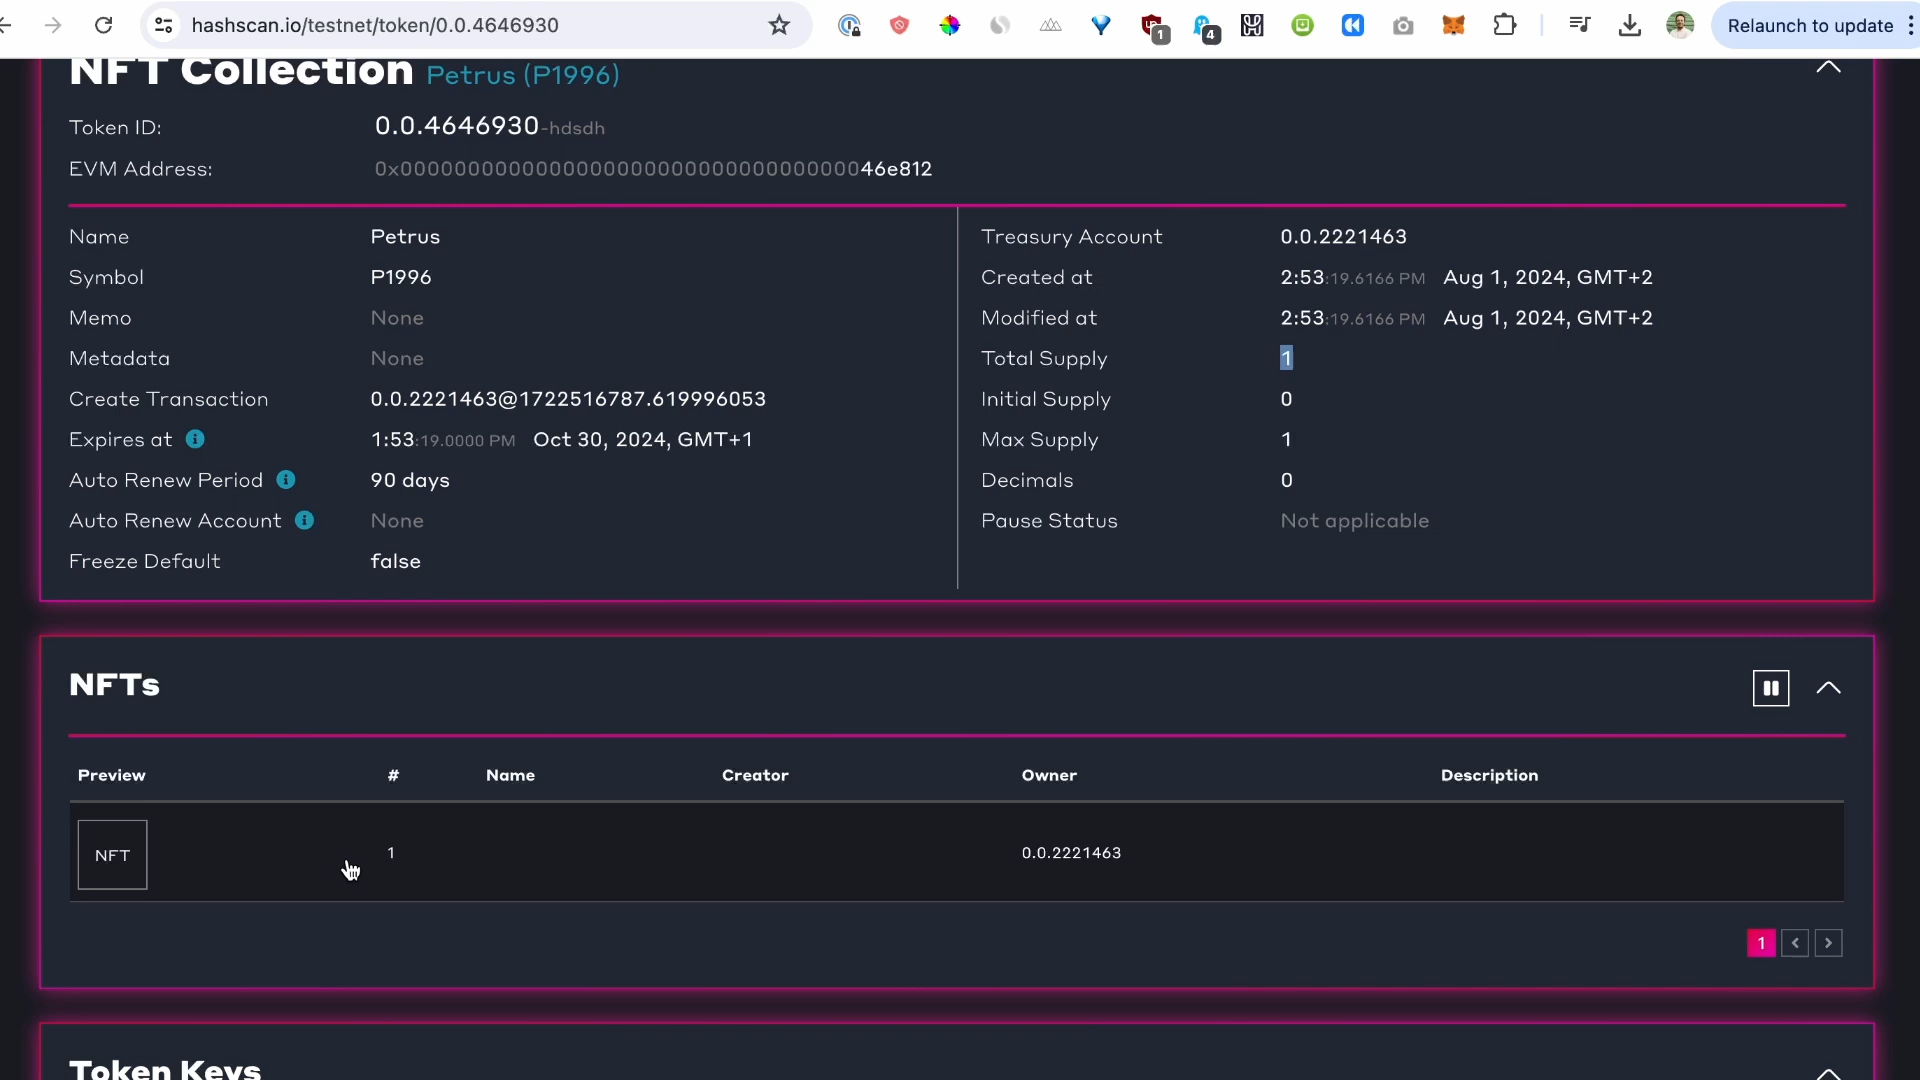 hashscan.io/testnet/token/0.0.4646930
1
4
Relaunch to update
NFT Collection Petrus (P1996)
Token ID: 0.0.4646930-hdsdh
EVM Address: 0x000000000000000000000000000000000046e812
Name Petrus
Symbol P1996
Memo None
Metadata None
Create Transaction 0.0.2221463@1722516787.619996053
Expires at 1:53:19.0000 PM Oct 30, 2024, GMT+1
Auto Renew Period 90 days
Auto Renew Account None
Freeze Default false
Treasury Account 0.0.2221463
Created at 2:53:19.6166 PM Aug 1, 2024, GMT+2
Modified at 2:53:19.6166 PM Aug 1, 2024, GMT+2
Total Supply 1
Initial Supply 0
Max Supply 1
Decimals 0
Pause Status Not applicable
NFTs
Preview # Name Creator Owner Description
NFT 1 0.0.2221463
1
Token Keys